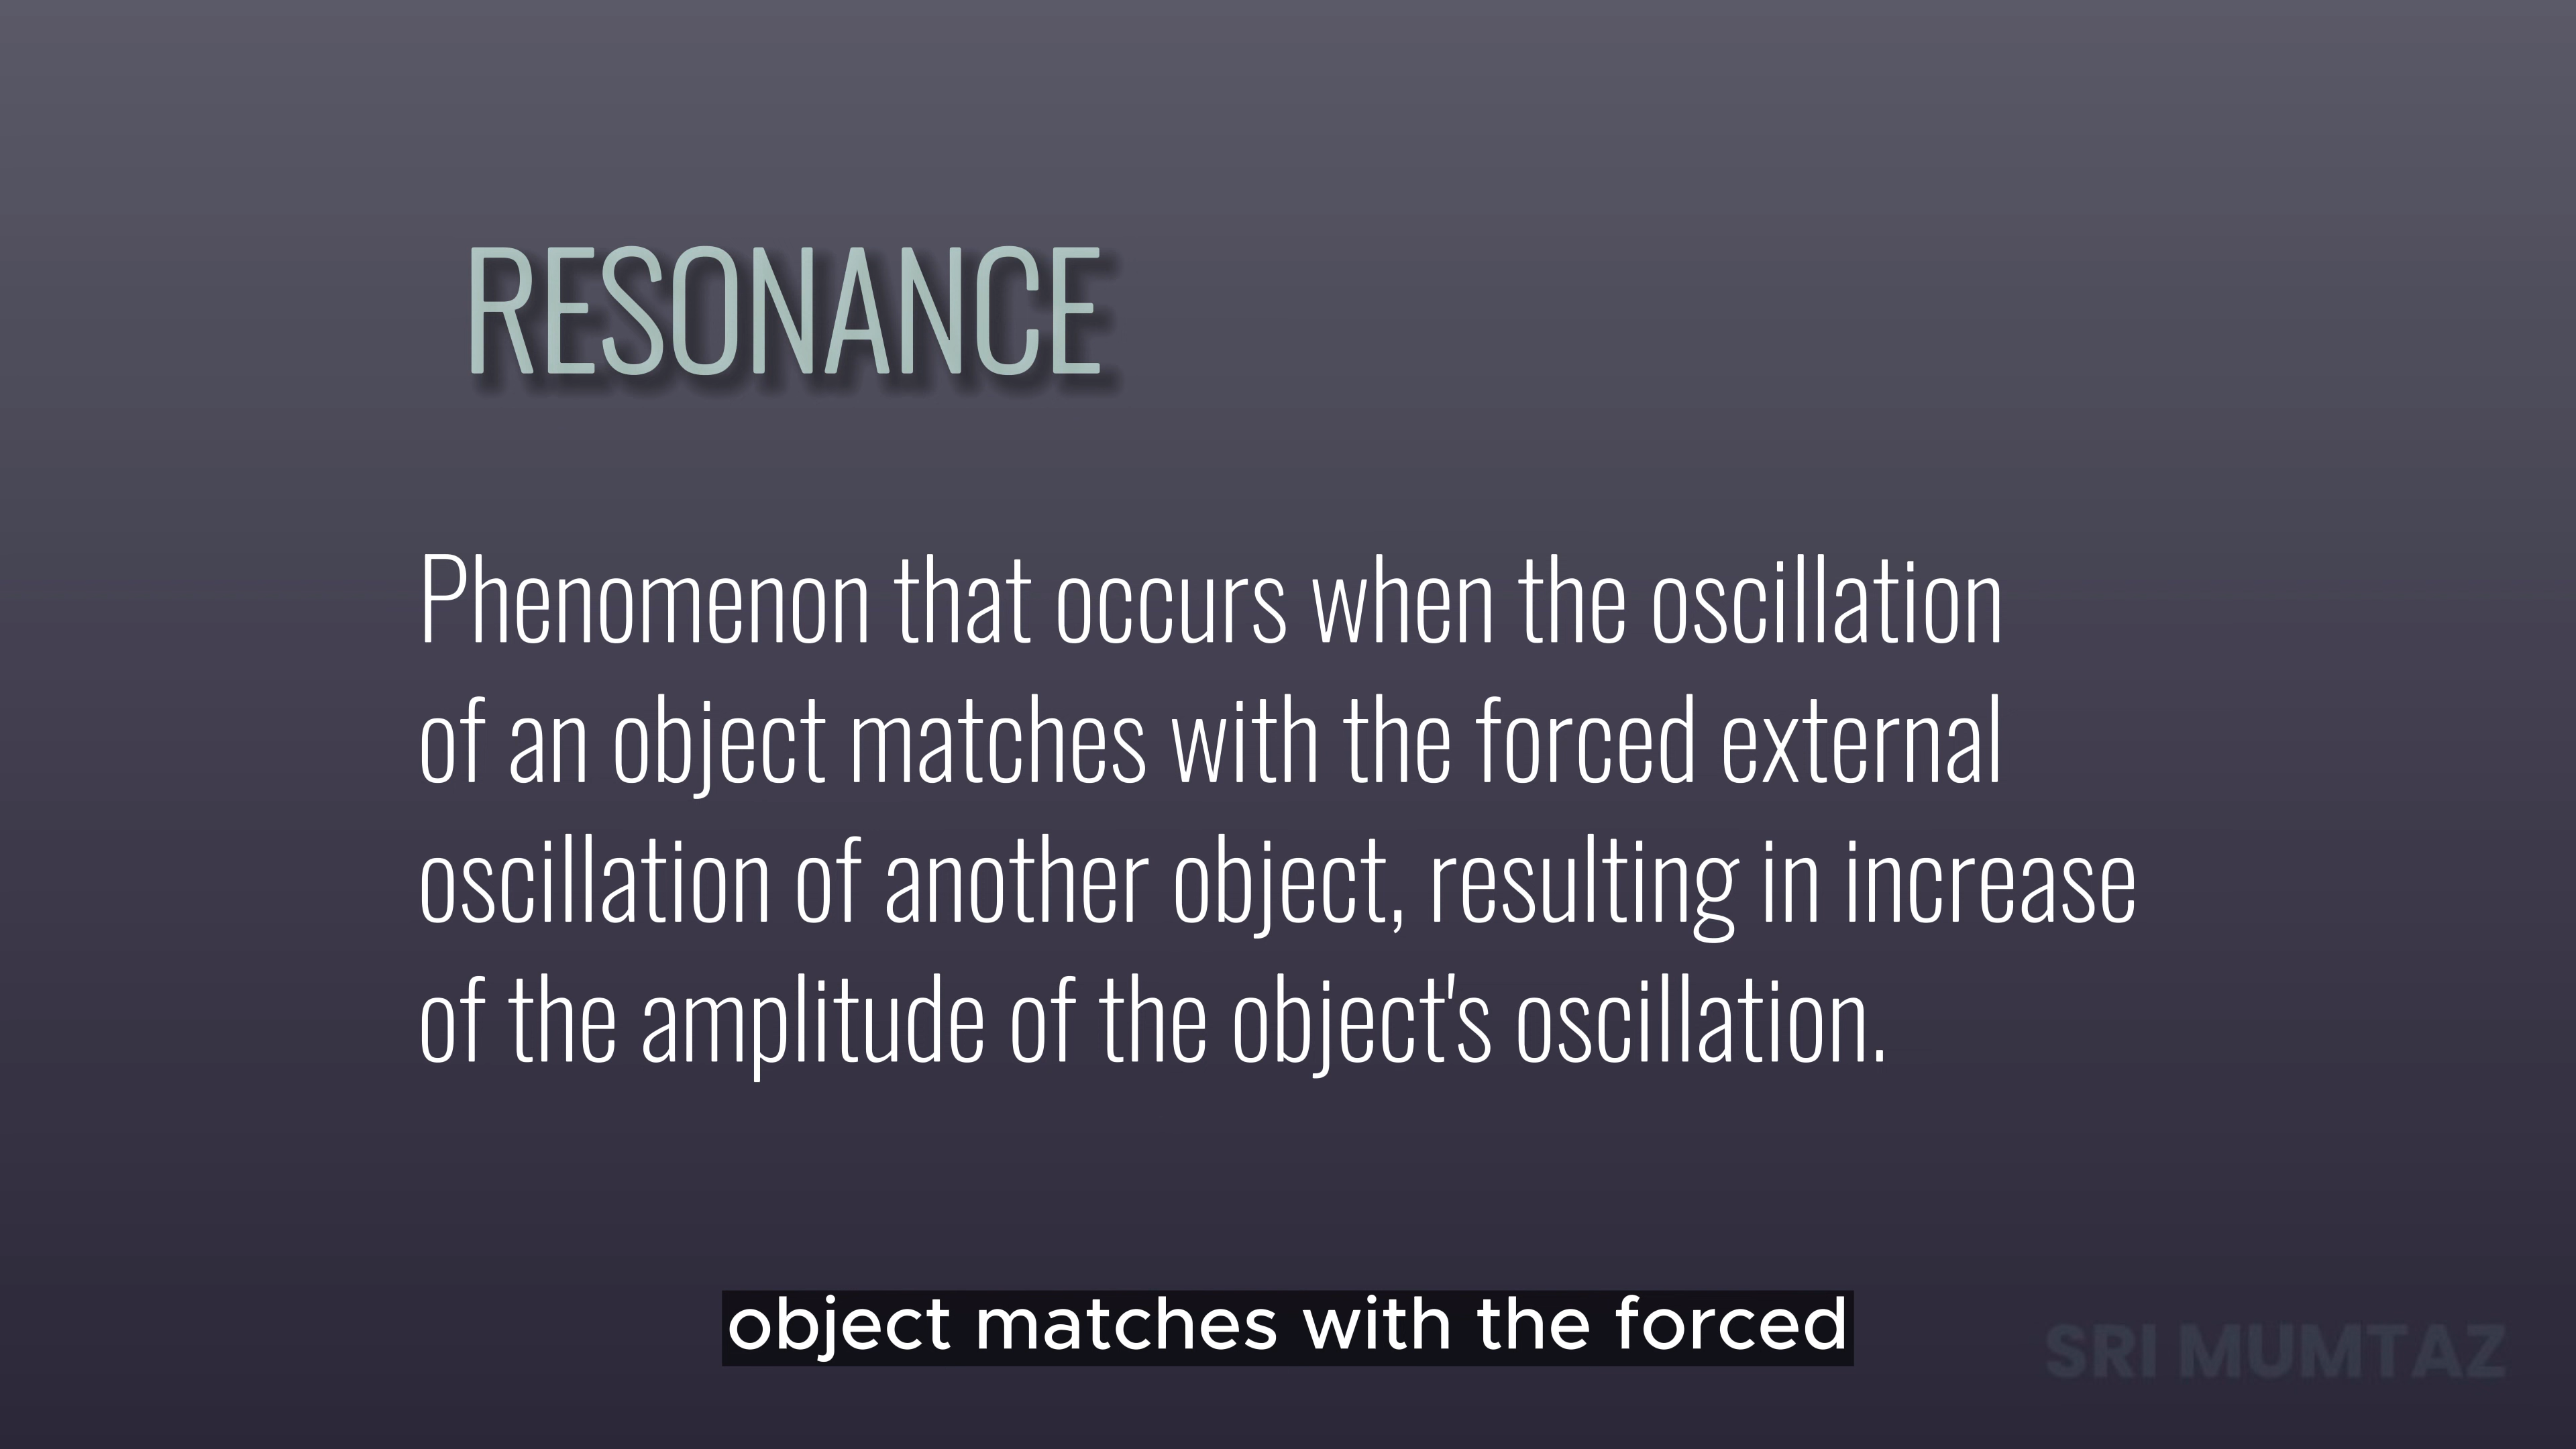 RESONANCE
Phenomenon that occurs when the oscillation
of an object matches with the forced external
oscillation of another object, resulting in increase
of the amplitude of the object's oscillation.
object matches with the forced
SRI MUMTAZ